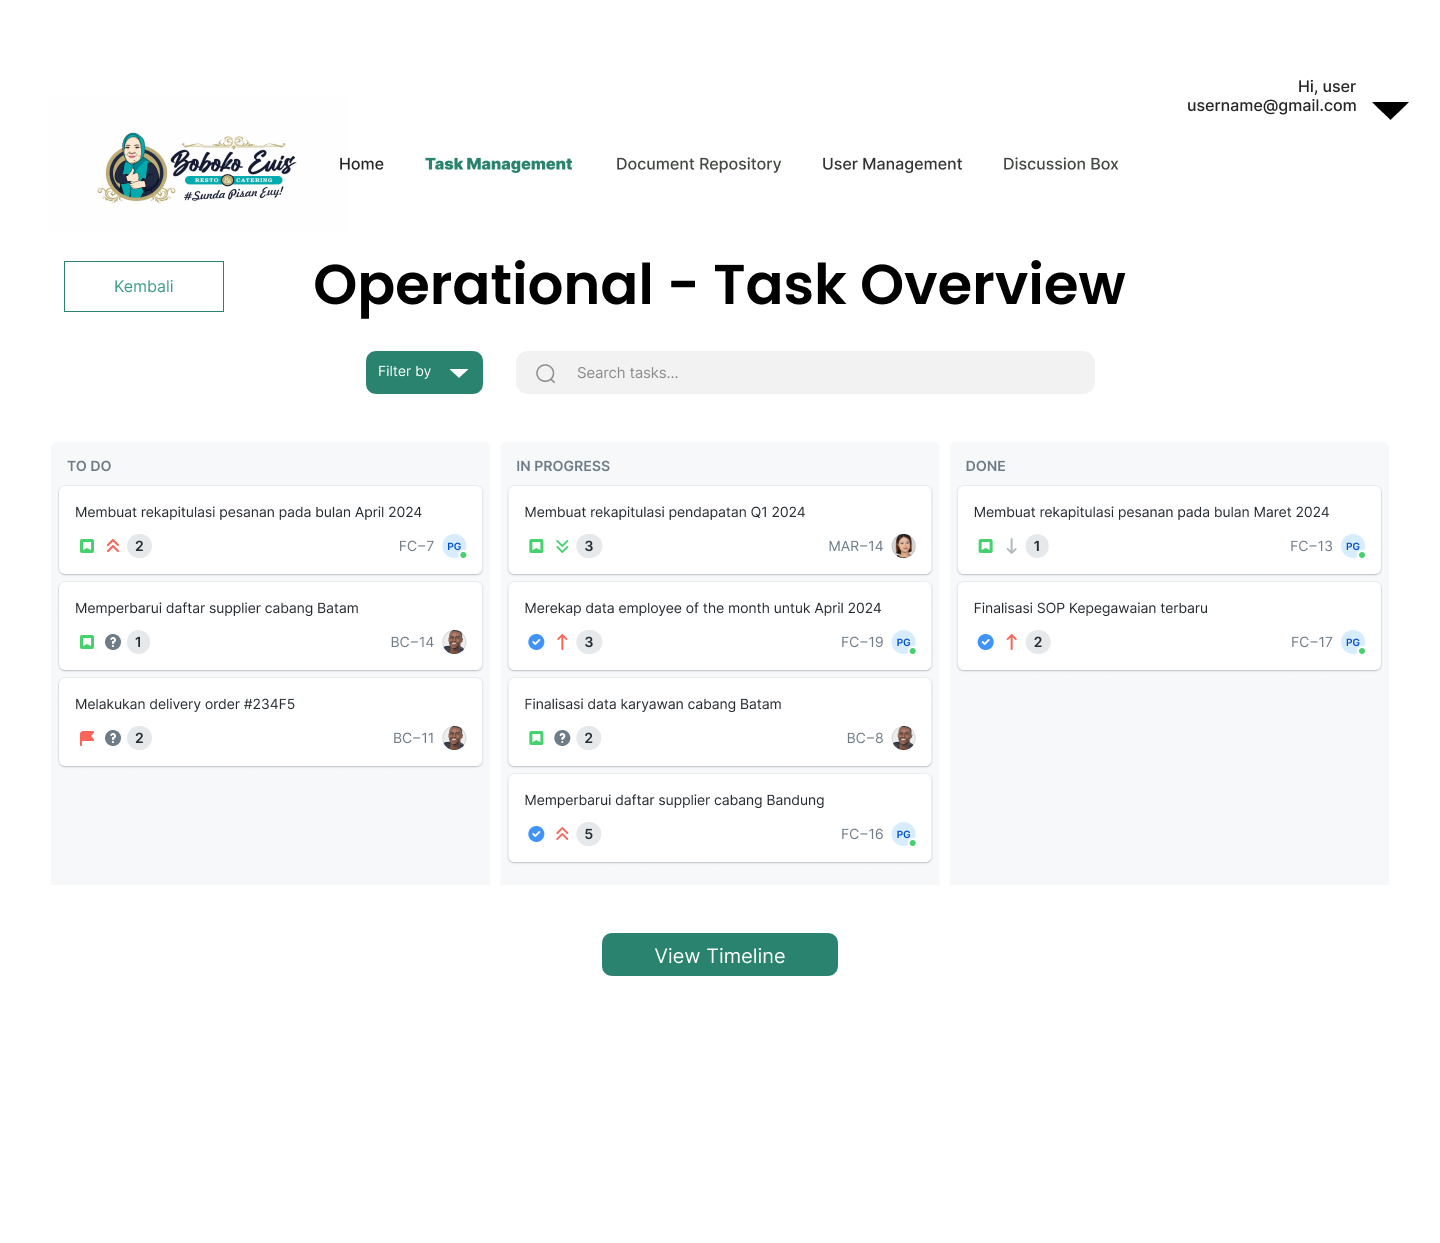 Hi, user
username@gmail.com
Boboko Euis
RESTO & CATERING
#Sunda Pisan Euy!
Home
Task Management
Document Repository
User Management
Discussion Box
Kembali
Operational - Task Overview
Filter by
Search tasks...
TO DO
Membuat rekapitulasi pesanan pada bulan April 2024
2
FC-7
PG
Memperbarui daftar supplier cabang Batam
?
1
BC-14
Melakukan delivery order #234F5
?
2
BC-11
IN PROGRESS
Membuat rekapitulasi pendapatan Q1 2024
3
MAR-14
Merekap data employee of the month untuk April 2024
3
FC-19
PG
Finalisasi data karyawan cabang Batam
?
2
BC-8
Memperbarui daftar supplier cabang Bandung
5
FC-16
PG
DONE
Membuat rekapitulasi pesanan pada bulan Maret 2024
1
FC-13
PG
Finalisasi SOP Kepegawaian terbaru
2
FC-17
PG
View Timeline